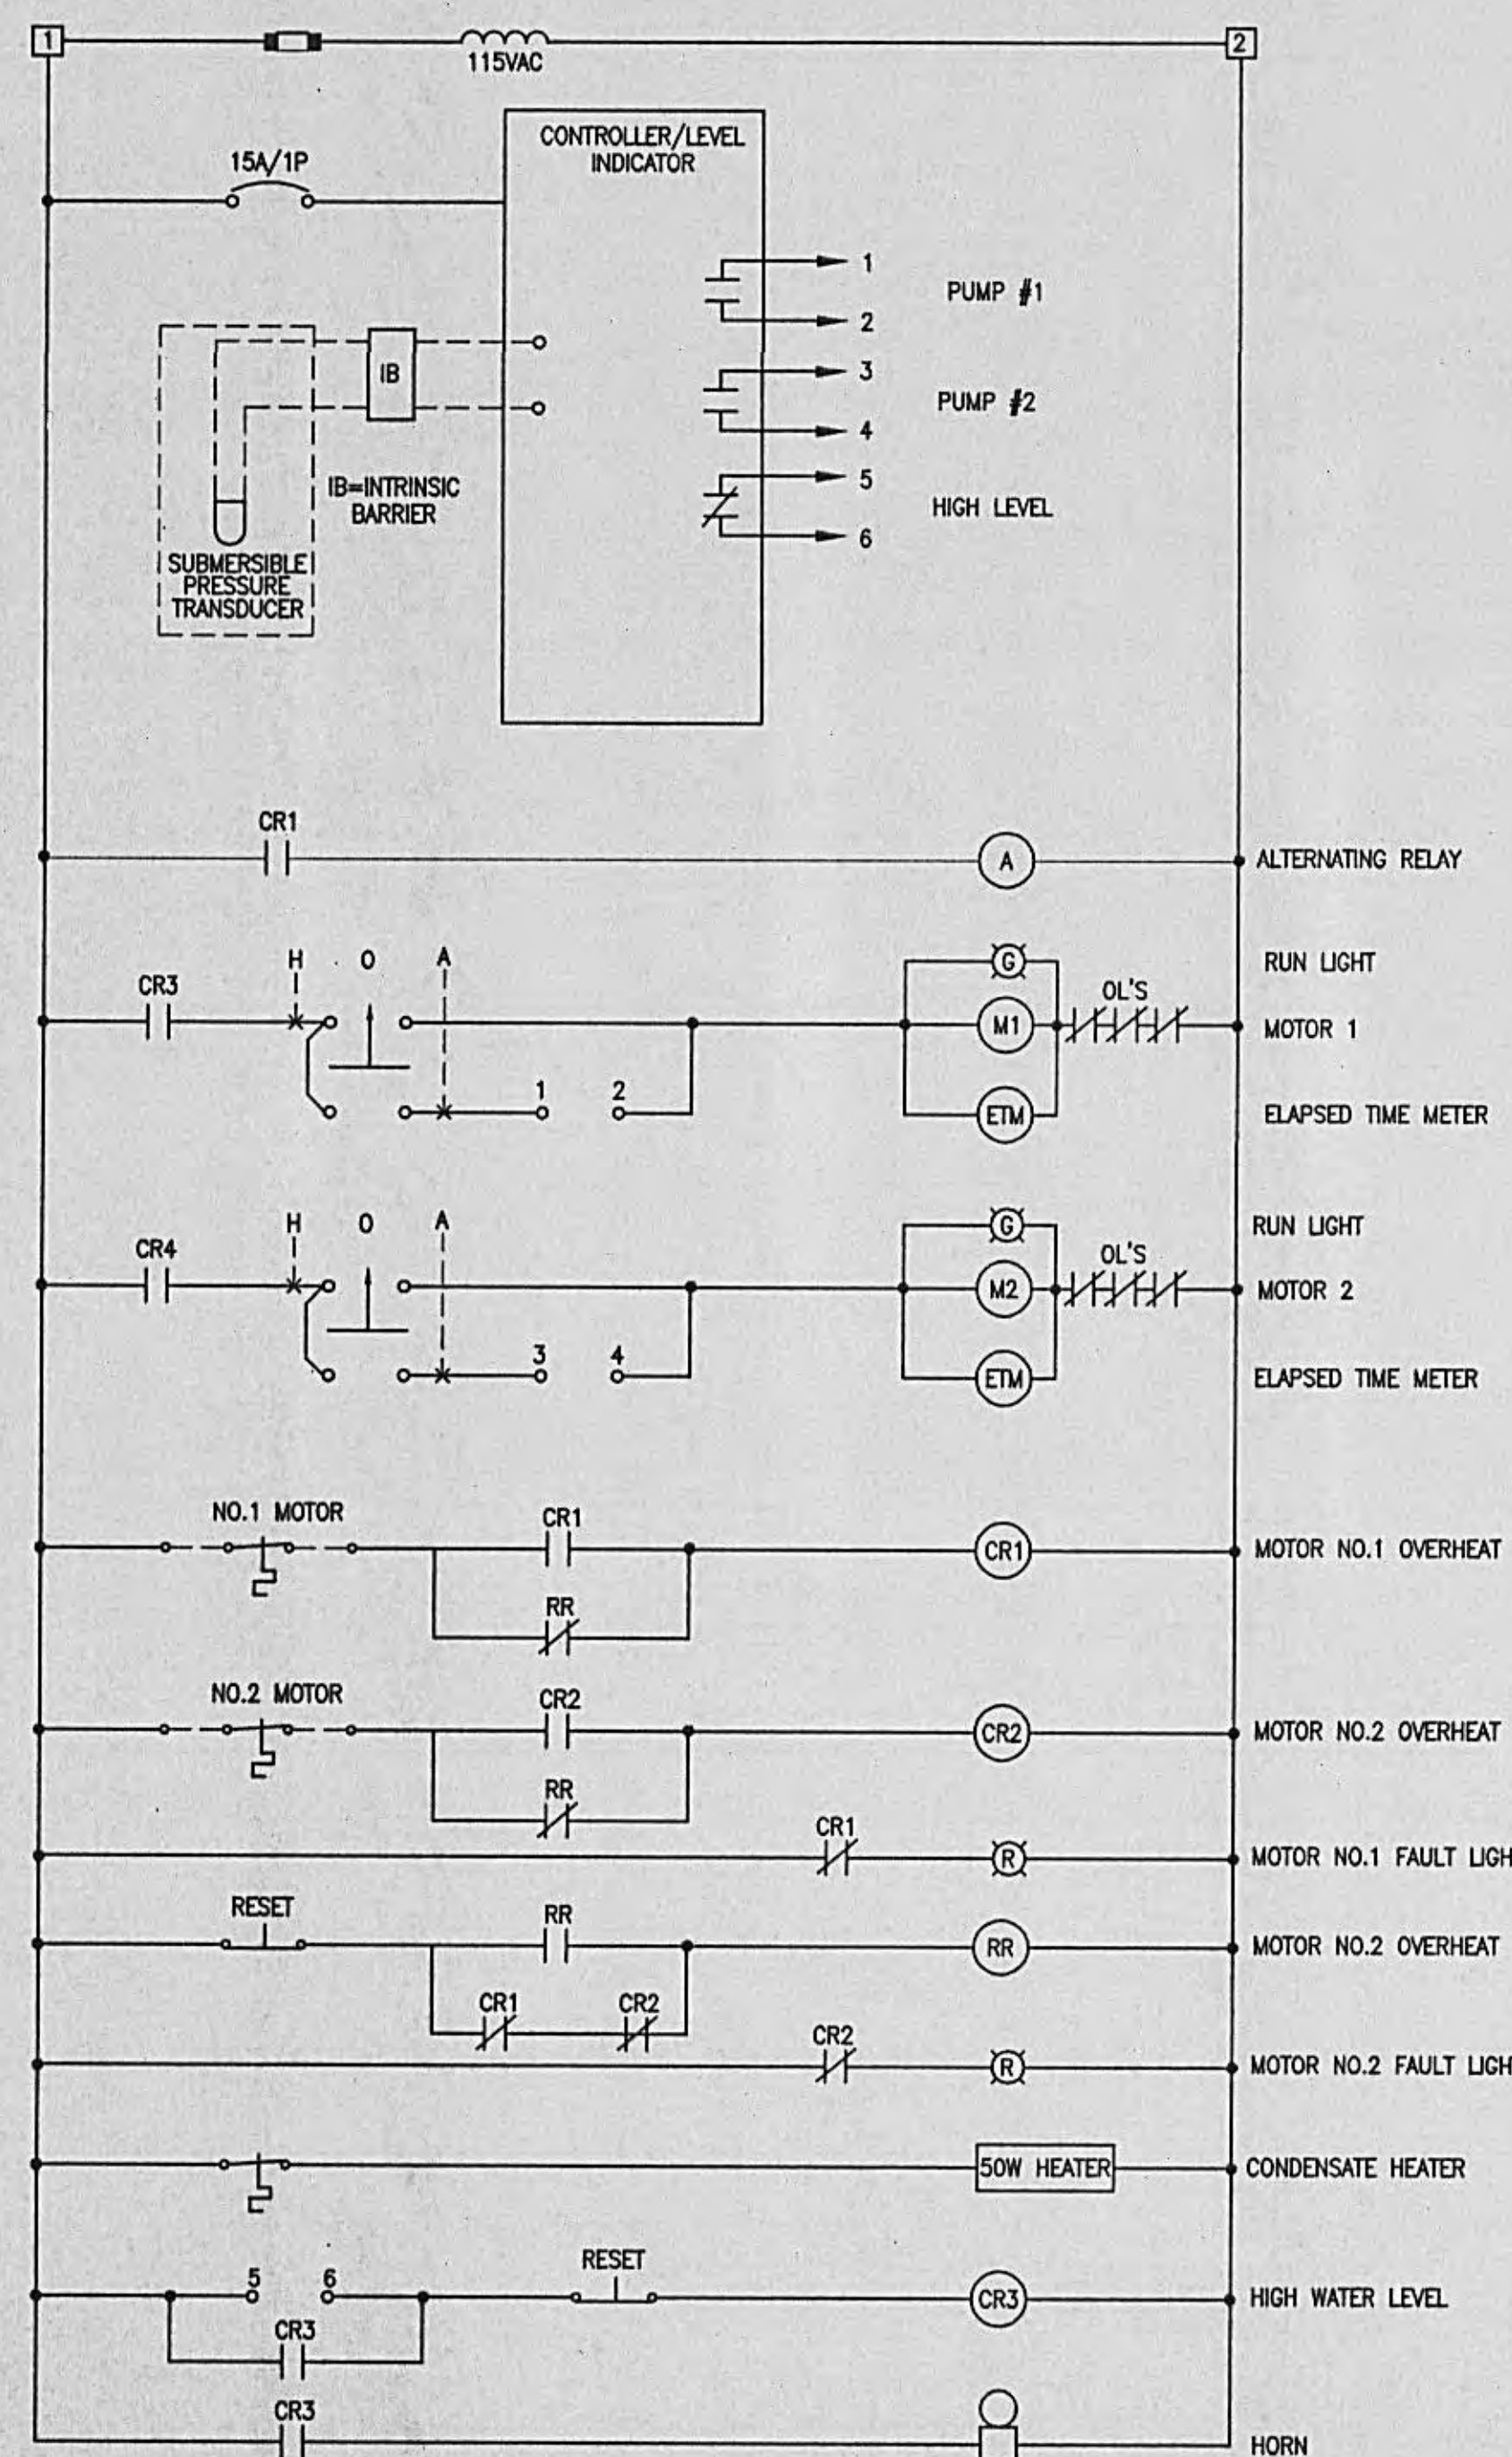 1
2
115VAC
CONTROLLER/LEVEL
INDICATOR
15A/1P
1
PUMP #1
2
3
IB
PUMP #2
4
5
IB=INTRINSIC
BARRIER
HIGH LEVEL
6
SUBMERSIBLE
PRESSURE
TRANSDUCER
CR1
A
ALTERNATING RELAY
H O A
G
RUN LIGHT
CR3
OL'S
M1
MOTOR 1
1 2
ETM
ELAPSED TIME METER
H O A
G
RUN LIGHT
CR4
OL'S
M2
MOTOR 2
3 4
ETM
ELAPSED TIME METER
NO.1 MOTOR
CR1
CR1
MOTOR NO.1 OVERHEAT
RR
NO.2 MOTOR
CR2
CR2
MOTOR NO.2 OVERHEAT
RR
CR1
R
MOTOR NO.1 FAULT LIGH
RESET
RR
RR
MOTOR NO.2 OVERHEAT
CR1 CR2
CR2
R
MOTOR NO.2 FAULT LIGH
50W HEATER
CONDENSATE HEATER
RESET
5 6
CR3
HIGH WATER LEVEL
CR3
CR3
HORN